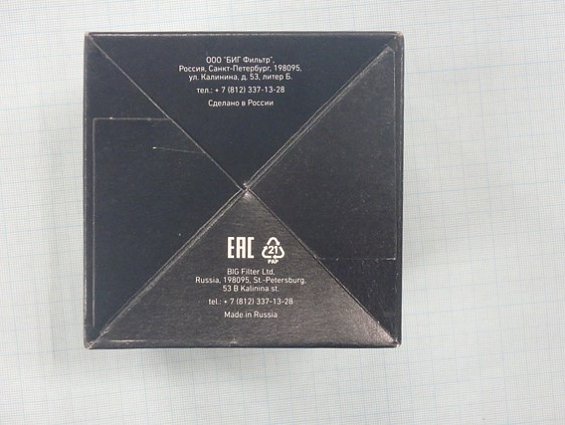 ООО "БИГ Фильтр",
Россия, Санкт-Петербург, 198095,
ул. Калинина, д. 53, литер Б.
тел.: + 7 (812) 337-13-28
Сделано в России
EAC
21
PAP
BIG Filter Ltd,
Russia, 198095, St.-Petersburg,
53 B Kalinina st.
tel.: + 7 (812) 337-13-28
Made in Russia